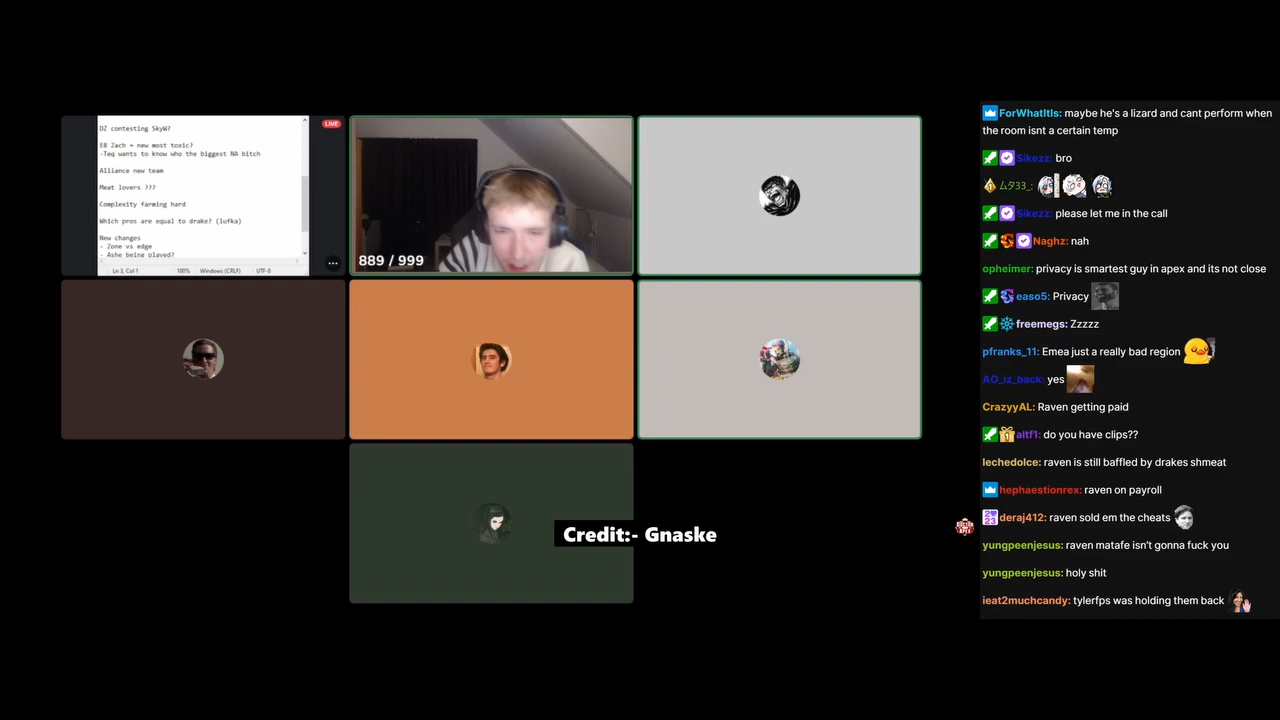 DZ contesting SkyW?
EB Zach = new most toxic?
-Teq wants to know who the biggest NA bitch
Alliance new team
Meat lovers ???
Complexity farming hard
Which pros are equal to drake? (lufka)
New changes
- Zone vs edge
- Ashe being played?
Ln 3, Col 1 100% Windows (CRLF) UTF-8
LIVE
889 / 999
Credit:- Gnaske
ForWhatItIs: maybe he's a lizard and cant perform when
the room isnt a certain temp
Sikezz: bro
ムタ33_:
Sikezz: please let me in the call
Naghz: nah
opheimer: privacy is smartest guy in apex and its not close
easo5: Privacy
freemegs: Zzzzz
pfranks_11: Emea just a really bad region
AO_iz_back: yes
CrazyyAL: Raven getting paid
altf1: do you have clips??
lechedolce: raven is still baffled by drakes shmeat
hephaestionrex: raven on payroll
deraj412: raven sold em the cheats
yungpeenjesus: raven matafe isn't gonna fuck you
yungpeenjesus: holy shit
ieat2muchcandy: tylerfps was holding them back